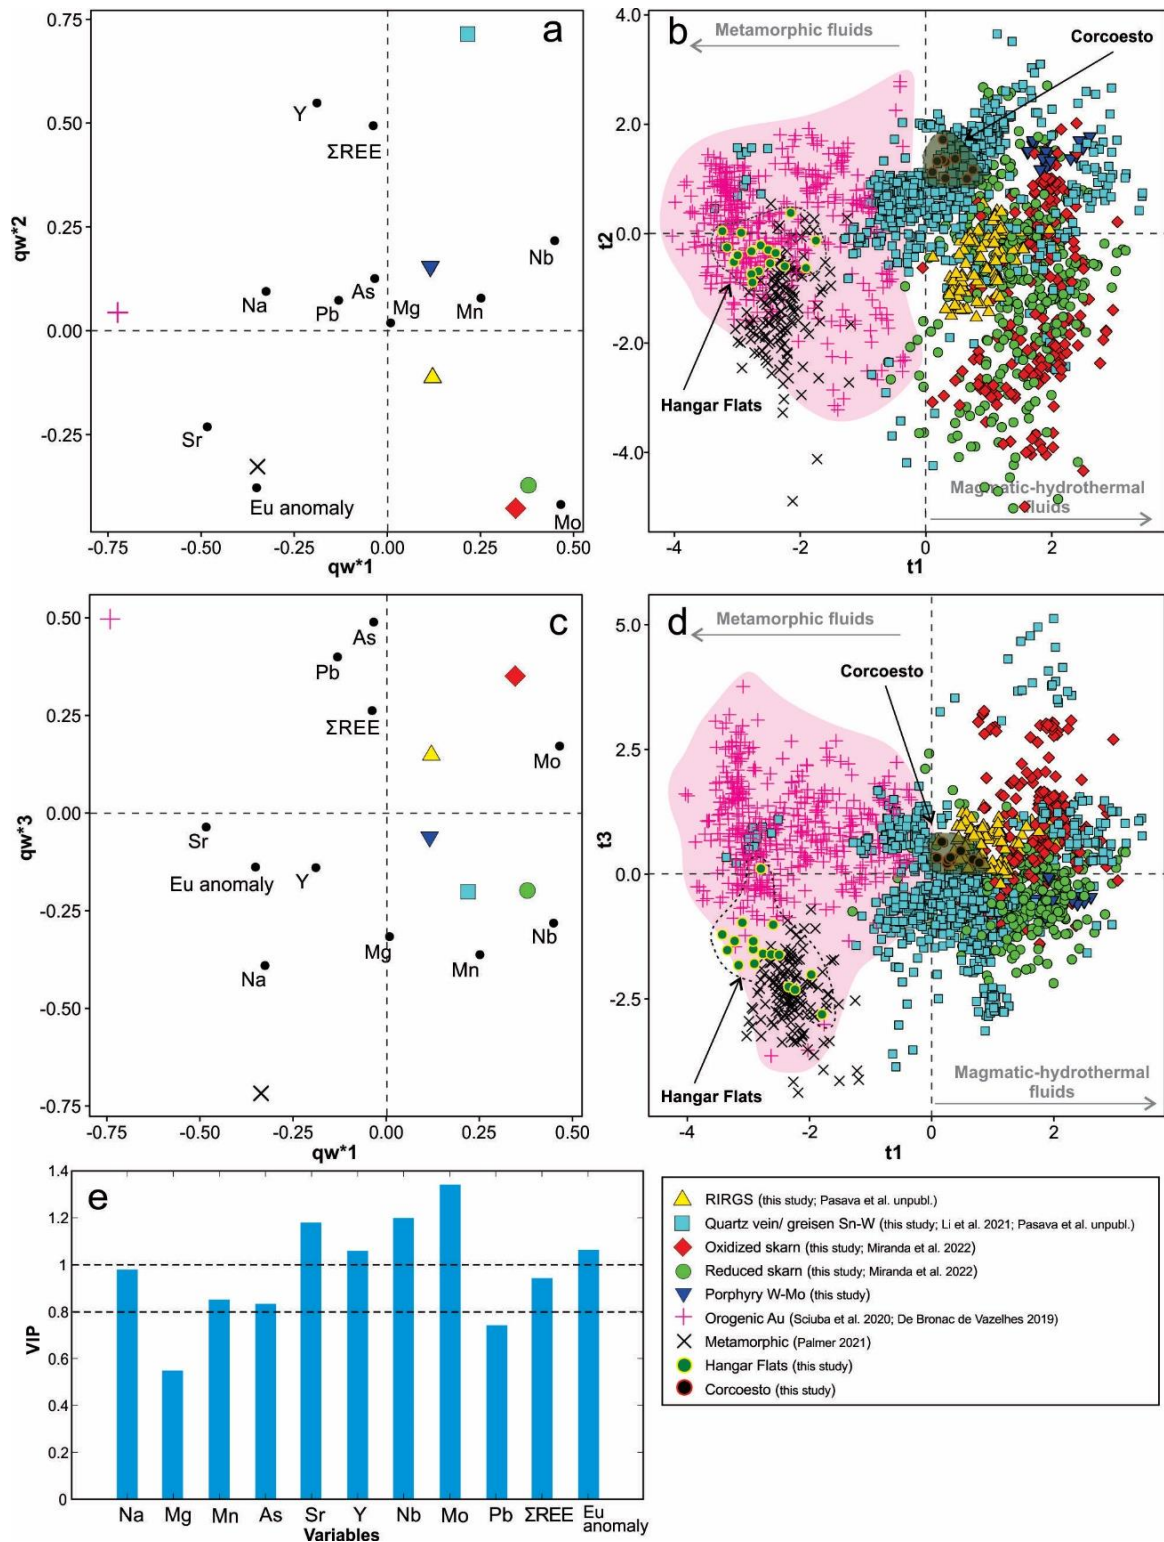 a
qw*2
0.50
0.25
0.00
-0.25
Y
ΣREE
Nb
As
Na
Pb
Mg
Mn
Sr
Eu anomaly
Mo
-0.75
-0.50
-0.25
0.00
0.25
0.50
qw*1
b
4.0
2.0
0.0
-2.0
-4.0
t2
Metamorphic fluids
Corcoesto
Hangar Flats
Magmatic-hydrothermal
fluids
-4
-2
0
2
t1
c
qw*3
0.50
0.25
0.00
-0.25
-0.50
-0.75
As
Pb
ΣREE
Mo
Sr
Eu anomaly
Y
Nb
Mg
Mn
Na
-0.75
-0.50
-0.25
0.00
0.25
0.50
qw*1
d
5.0
2.5
0.0
-2.5
t3
Metamorphic fluids
Corcoesto
Hangar Flats
Magmatic-hydrothermal
fluids
-4
-2
0
2
t1
e
VIP
1.4
1.2
1
0.8
0.6
0.4
0.2
0
Na
Mg
Mn
As
Sr
Y
Nb
Mo
Pb
ΣREE
Eu
anomaly
Variables
RIRGS (this study; Pasava et al. unpubl.)
Quartz vein/ greisen Sn-W (this study; Li et al. 2021; Pasava et al. unpubl.)
Oxidized skarn (this study; Miranda et al. 2022)
Reduced skarn (this study; Miranda et al. 2022)
Porphyry W-Mo (this study)
Orogenic Au (Sciuba et al. 2020; De Bronac de Vazelhes 2019)
Metamorphic (Palmer 2021)
Hangar Flats (this study)
Corcoesto (this study)